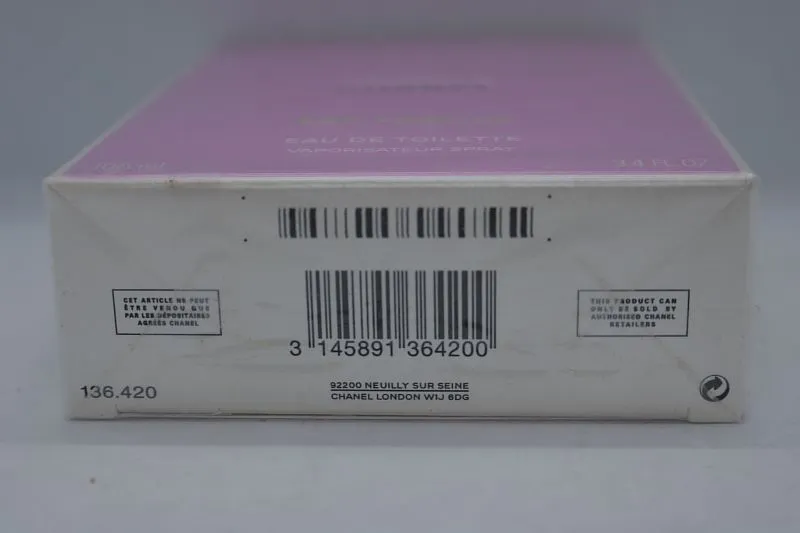 EAU DE TOILETTE
VAPORISATEUR SPRAY
100 ml
3.4 FL.OZ
CET ARTICLE NE PEUT
ÊTRE VENDU QUE
PAR LES DÉPOSITAIRES
AGRÉÉS CHANEL
THIS PRODUCT CAN
ONLY BE SOLD BY
AUTHORISED CHANEL
RETAILERS
3 145891 364200
136.420
92200 NEUILLY SUR SEINE
CHANEL LONDON W1J 6DG